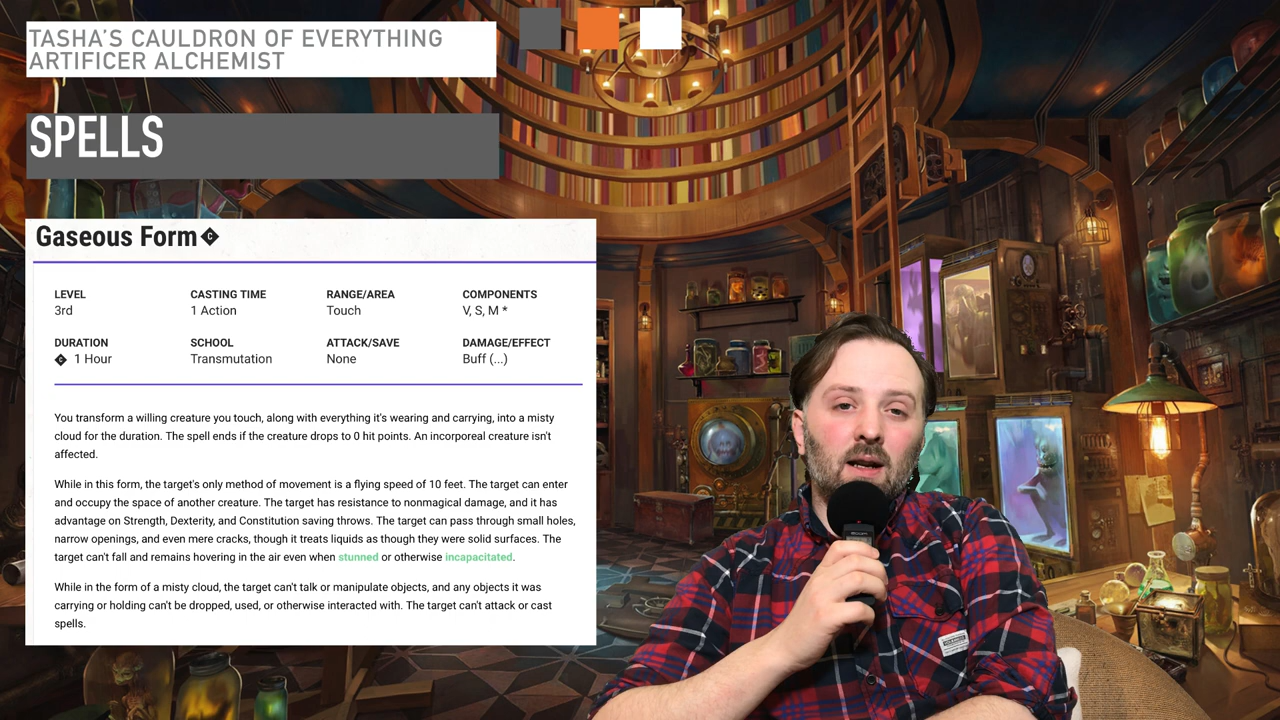 TASHA'S CAULDRON OF EVERYTHING
ARTIFICER ALCHEMIST
SPELLS
Gaseous Form
LEVEL CASTING TIME RANGE/AREA COMPONENTS
3rd 1 Action Touch V, S, M *
DURATION SCHOOL ATTACK/SAVE DAMAGE/EFFECT
1 Hour Transmutation None Buff (...)
You transform a willing creature you touch, along with everything it's wearing and carrying, into a misty
cloud for the duration. The spell ends if the creature drops to 0 hit points. An incorporeal creature isn't
affected.
While in this form, the target's only method of movement is a flying speed of 10 feet. The target can enter
and occupy the space of another creature. The target has resistance to nonmagical damage, and it has
advantage on Strength, Dexterity, and Constitution saving throws. The target can pass through small holes,
narrow openings, and even mere cracks, though it treats liquids as though they were solid surfaces. The
target can't fall and remains hovering in the air even when stunned or otherwise incapacitated.
While in the form of a misty cloud, the target can't talk or manipulate objects, and any objects it was
carrying or holding can't be dropped, used, or otherwise interacted with. The target can't attack or cast
spells.